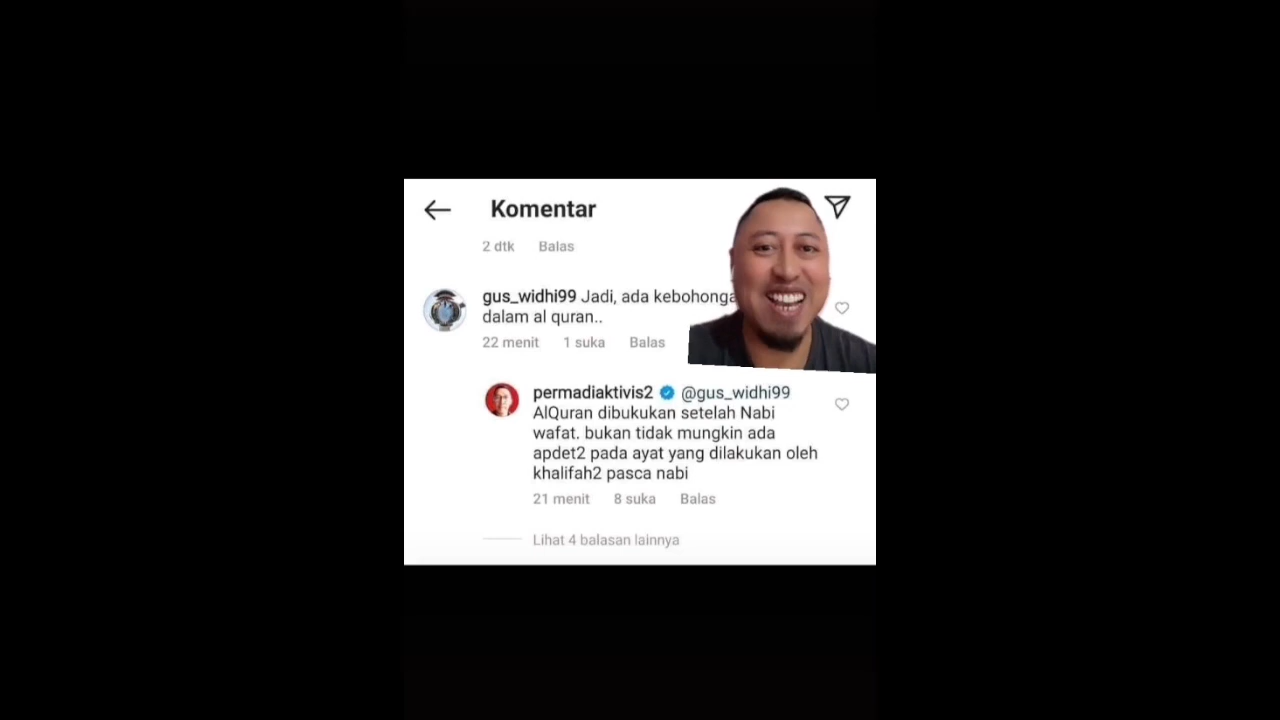 Komentar
2 dtk Balas
gus_widhi99 Jadi, ada kebohonga
dalam al quran..
22 menit 1 suka Balas
permadiaktivis2 @gus_widhi99
AlQuran dibukukan setelah Nabi
wafat. bukan tidak mungkin ada
apdet2 pada ayat yang dilakukan oleh
khalifah2 pasca nabi
21 menit 8 suka Balas
Lihat 4 balasan lainnya